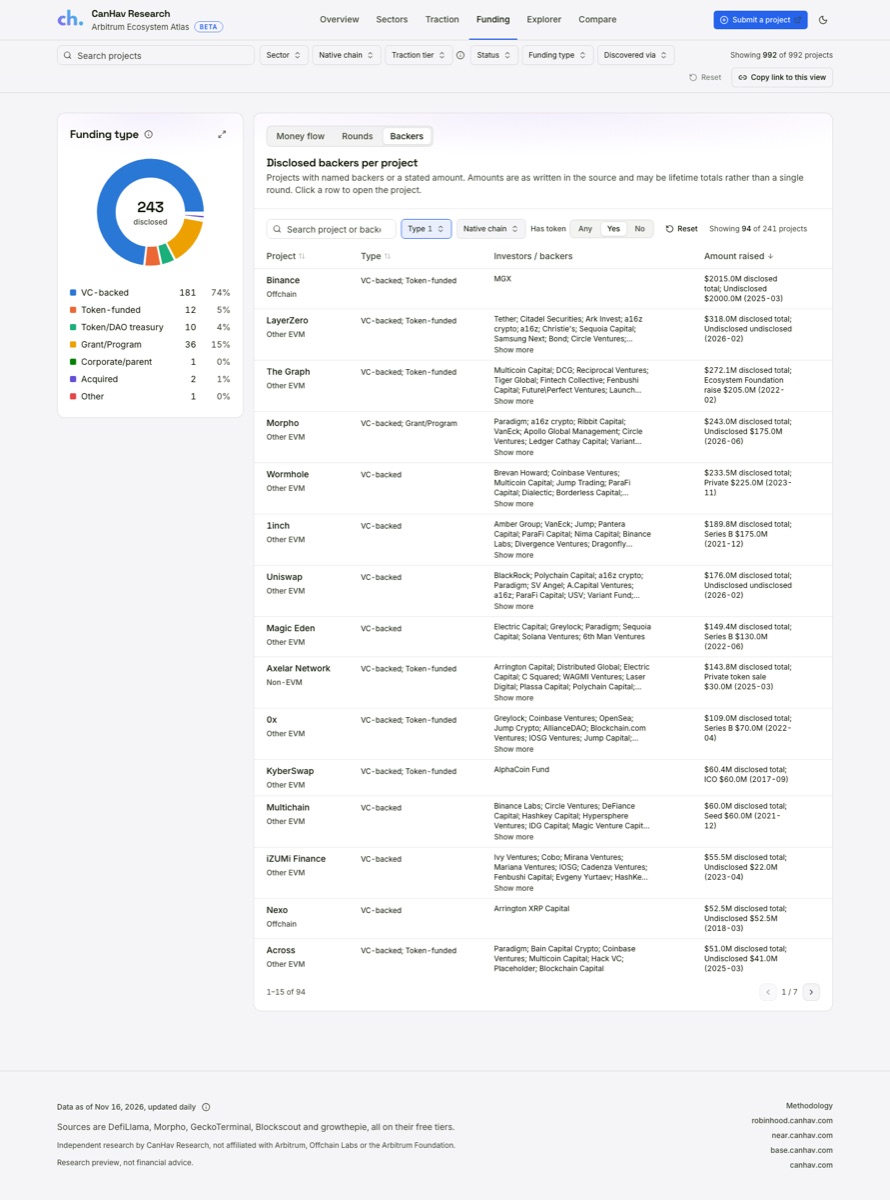 ch.
CanHav Research
Arbitrum Ecosystem Atlas BETA
Overview Sectors Traction Funding Explorer Compare
Submit a project
Search projects
Sector Native chain Traction tier Status Funding type Discovered via
Showing 992 of 992 projects
Reset Copy link to this view
Funding type
243
disclosed
VC-backed 181 74%
Token-funded 12 5%
Token/DAO treasury 10 4%
Grant/Program 36 15%
Corporate/parent 1 0%
Acquired 2 1%
Other 1 0%
Money flow Rounds Backers
Disclosed backers per project
Projects with named backers or a stated amount. Amounts are as written in the source and may be lifetime totals rather than a single
round. Click a row to open the project.
Search project or back
Type 1 Native chain Has token Any Yes No Reset Showing 94 of 241 projects
Project Type Investors / backers Amount raised
Binance
Offchain
VC-backed; Token-funded
MGX
$2015.0M disclosed
total; Undisclosed
$2000.0M (2025-03)
LayerZero
Other EVM
VC-backed; Token-funded
Tether; Citadel Securities; Ark Invest; a16z
crypto; a16z; Christie's; Sequoia Capital;
Samsung Next; Bond; Circle Ventures;...
Show more
$318.0M disclosed total;
Undisclosed undisclosed
(2026-02)
The Graph
Other EVM
VC-backed; Token-funded
Multicoin Capital; DCG; Reciprocal Ventures;
Tiger Global; Fintech Collective; Fenbushi
Capital; Future\Perfect Ventures; Launch...
Show more
$272.1M disclosed total;
Ecosystem Foundation
raise $205.0M (2022-
02)
Morpho
Other EVM
VC-backed; Grant/Program
Paradigm; a16z crypto; Ribbit Capital;
VanEck; Apollo Global Management; Circle
Ventures; Ledger Cathay Capital; Variant...
Show more
$243.0M disclosed total;
Undisclosed $175.0M
(2026-06)
Wormhole
Other EVM
VC-backed
Brevan Howard; Coinbase Ventures;
Multicoin Capital; Jump Trading; ParaFi
Capital; Dialectic; Borderless Capital;...
Show more
$233.5M disclosed total;
Private $225.0M (2023-
11)
1inch
Other EVM
VC-backed
Amber Group; VanEck; Jump; Pantera
Capital; ParaFi Capital; Nima Capital; Binance
Labs; Divergence Ventures; Dragonfly...
Show more
$189.8M disclosed total;
Series B $175.0M
(2021-12)
Uniswap
Other EVM
VC-backed
BlackRock; Polychain Capital; a16z crypto;
Paradigm; SV Angel; A.Capital Ventures;
a16z; ParaFi Capital; USV; Variant Fund;...
Show more
$176.0M disclosed total;
Undisclosed undisclosed
(2026-02)
Magic Eden
Other EVM
VC-backed
Electric Capital; Greylock; Paradigm; Sequoia
Capital; Solana Ventures; 6th Man Ventures
$149.4M disclosed total;
Series B $130.0M
(2022-06)
Axelar Network
Non-EVM
VC-backed; Token-funded
Arrington Capital; Distributed Global; Electric
Capital; C Squared; WAGMI Ventures; Laser
Digital; Plassa Capital; Polychain Capital;...
Show more
$143.8M disclosed total;
Private token sale
$30.0M (2025-03)
0x
Other EVM
VC-backed; Token-funded
Greylock; Coinbase Ventures; OpenSea;
Jump Crypto; AllianceDAO; Blockchain.com
Ventures; IOSG Ventures; Jump Capital;...
Show more
$109.0M disclosed total;
Series B $70.0M (2022-
04)
KyberSwap
Other EVM
VC-backed; Token-funded
AlphaCoin Fund
$60.4M disclosed total;
ICO $60.0M (2017-09)
Multichain
Other EVM
VC-backed
Binance Labs; Circle Ventures; DeFiance
Capital; Hashkey Capital; Hypersphere
Ventures; IDG Capital; Magic Venture Capit...
Show more
$60.0M disclosed total;
Seed $60.0M (2021-
12)
iZUMi Finance
Other EVM
VC-backed
Ivy Ventures; Cobo; Mirana Ventures;
Mariana Ventures; IOSG; Cadenza Ventures;
Fenbushi Capital; Evgeny Yurtaev; HashKe...
Show more
$55.5M disclosed total;
Undisclosed $22.0M
(2023-04)
Nexo
Offchain
VC-backed
Arrington XRP Capital
$52.5M disclosed total;
Undisclosed $52.5M
(2018-03)
Across
Other EVM
VC-backed; Token-funded
Paradigm; Bain Capital Crypto; Coinbase
Ventures; Multicoin Capital; Hack VC;
Placeholder; Blockchain Capital
$51.0M disclosed total;
Undisclosed $41.0M
(2025-03)
1–15 of 94
1 / 7
Data as of Nov 16, 2026, updated daily
Sources are DefiLlama, Morpho, GeckoTerminal, Blockscout and growthepie, all on their free tiers.
Independent research by CanHav Research, not affiliated with Arbitrum, Offchain Labs or the Arbitrum Foundation.
Research preview, not financial advice.
Methodology
robinhood.canhav.com
near.canhav.com
base.canhav.com
canhav.com